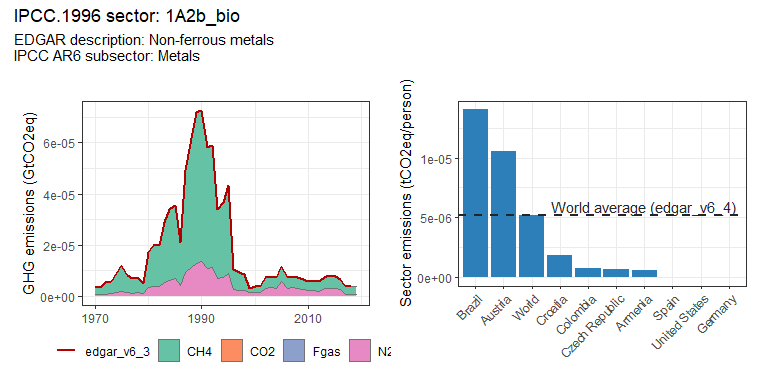 IPCC.1996 sector: 1A2b_bio
EDGAR description: Non-ferrous metals
IPCC AR6 subsector: Metals
GHG emissions (GtCO2eq)
6e-05
4e-05
2e-05
0e+00
1970
1990
2010
edgar_v6_3
CH4
CO2
Fgas
N2
Sector emissions (tCO2eq/person)
1e-05
5e-06
0e+00
World average (edgar_v6_4)
Brazil
Austria
World
Croatia
Colombia
Czech Republic
Armenia
Spain
United States
Germany